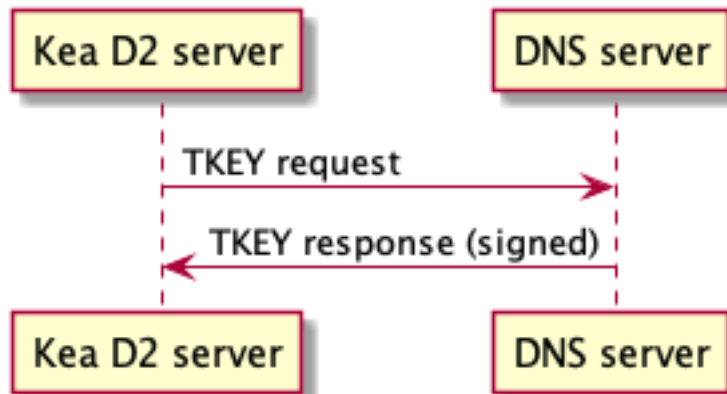 Kea D2 server
DNS server
TKEY request
TKEY response (signed)
Kea D2 server
DNS server